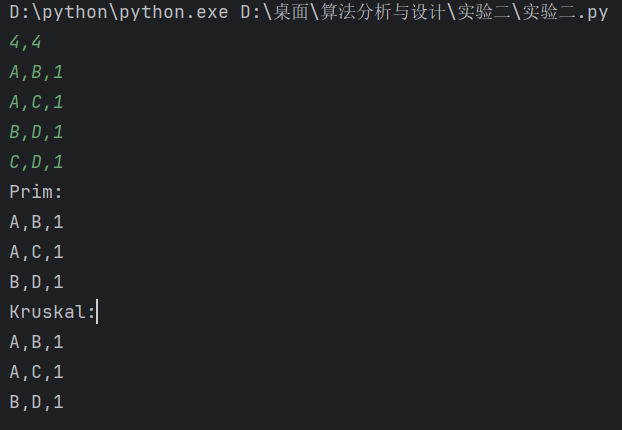 D:\python\python.exe D:\桌面\算法分析与设计\实验二\实验二.py
4,4
A,B,1
A,C,1
B,D,1
C,D,1
Prim:
A,B,1
A,C,1
B,D,1
Kruskal:
A,B,1
A,C,1
B,D,1